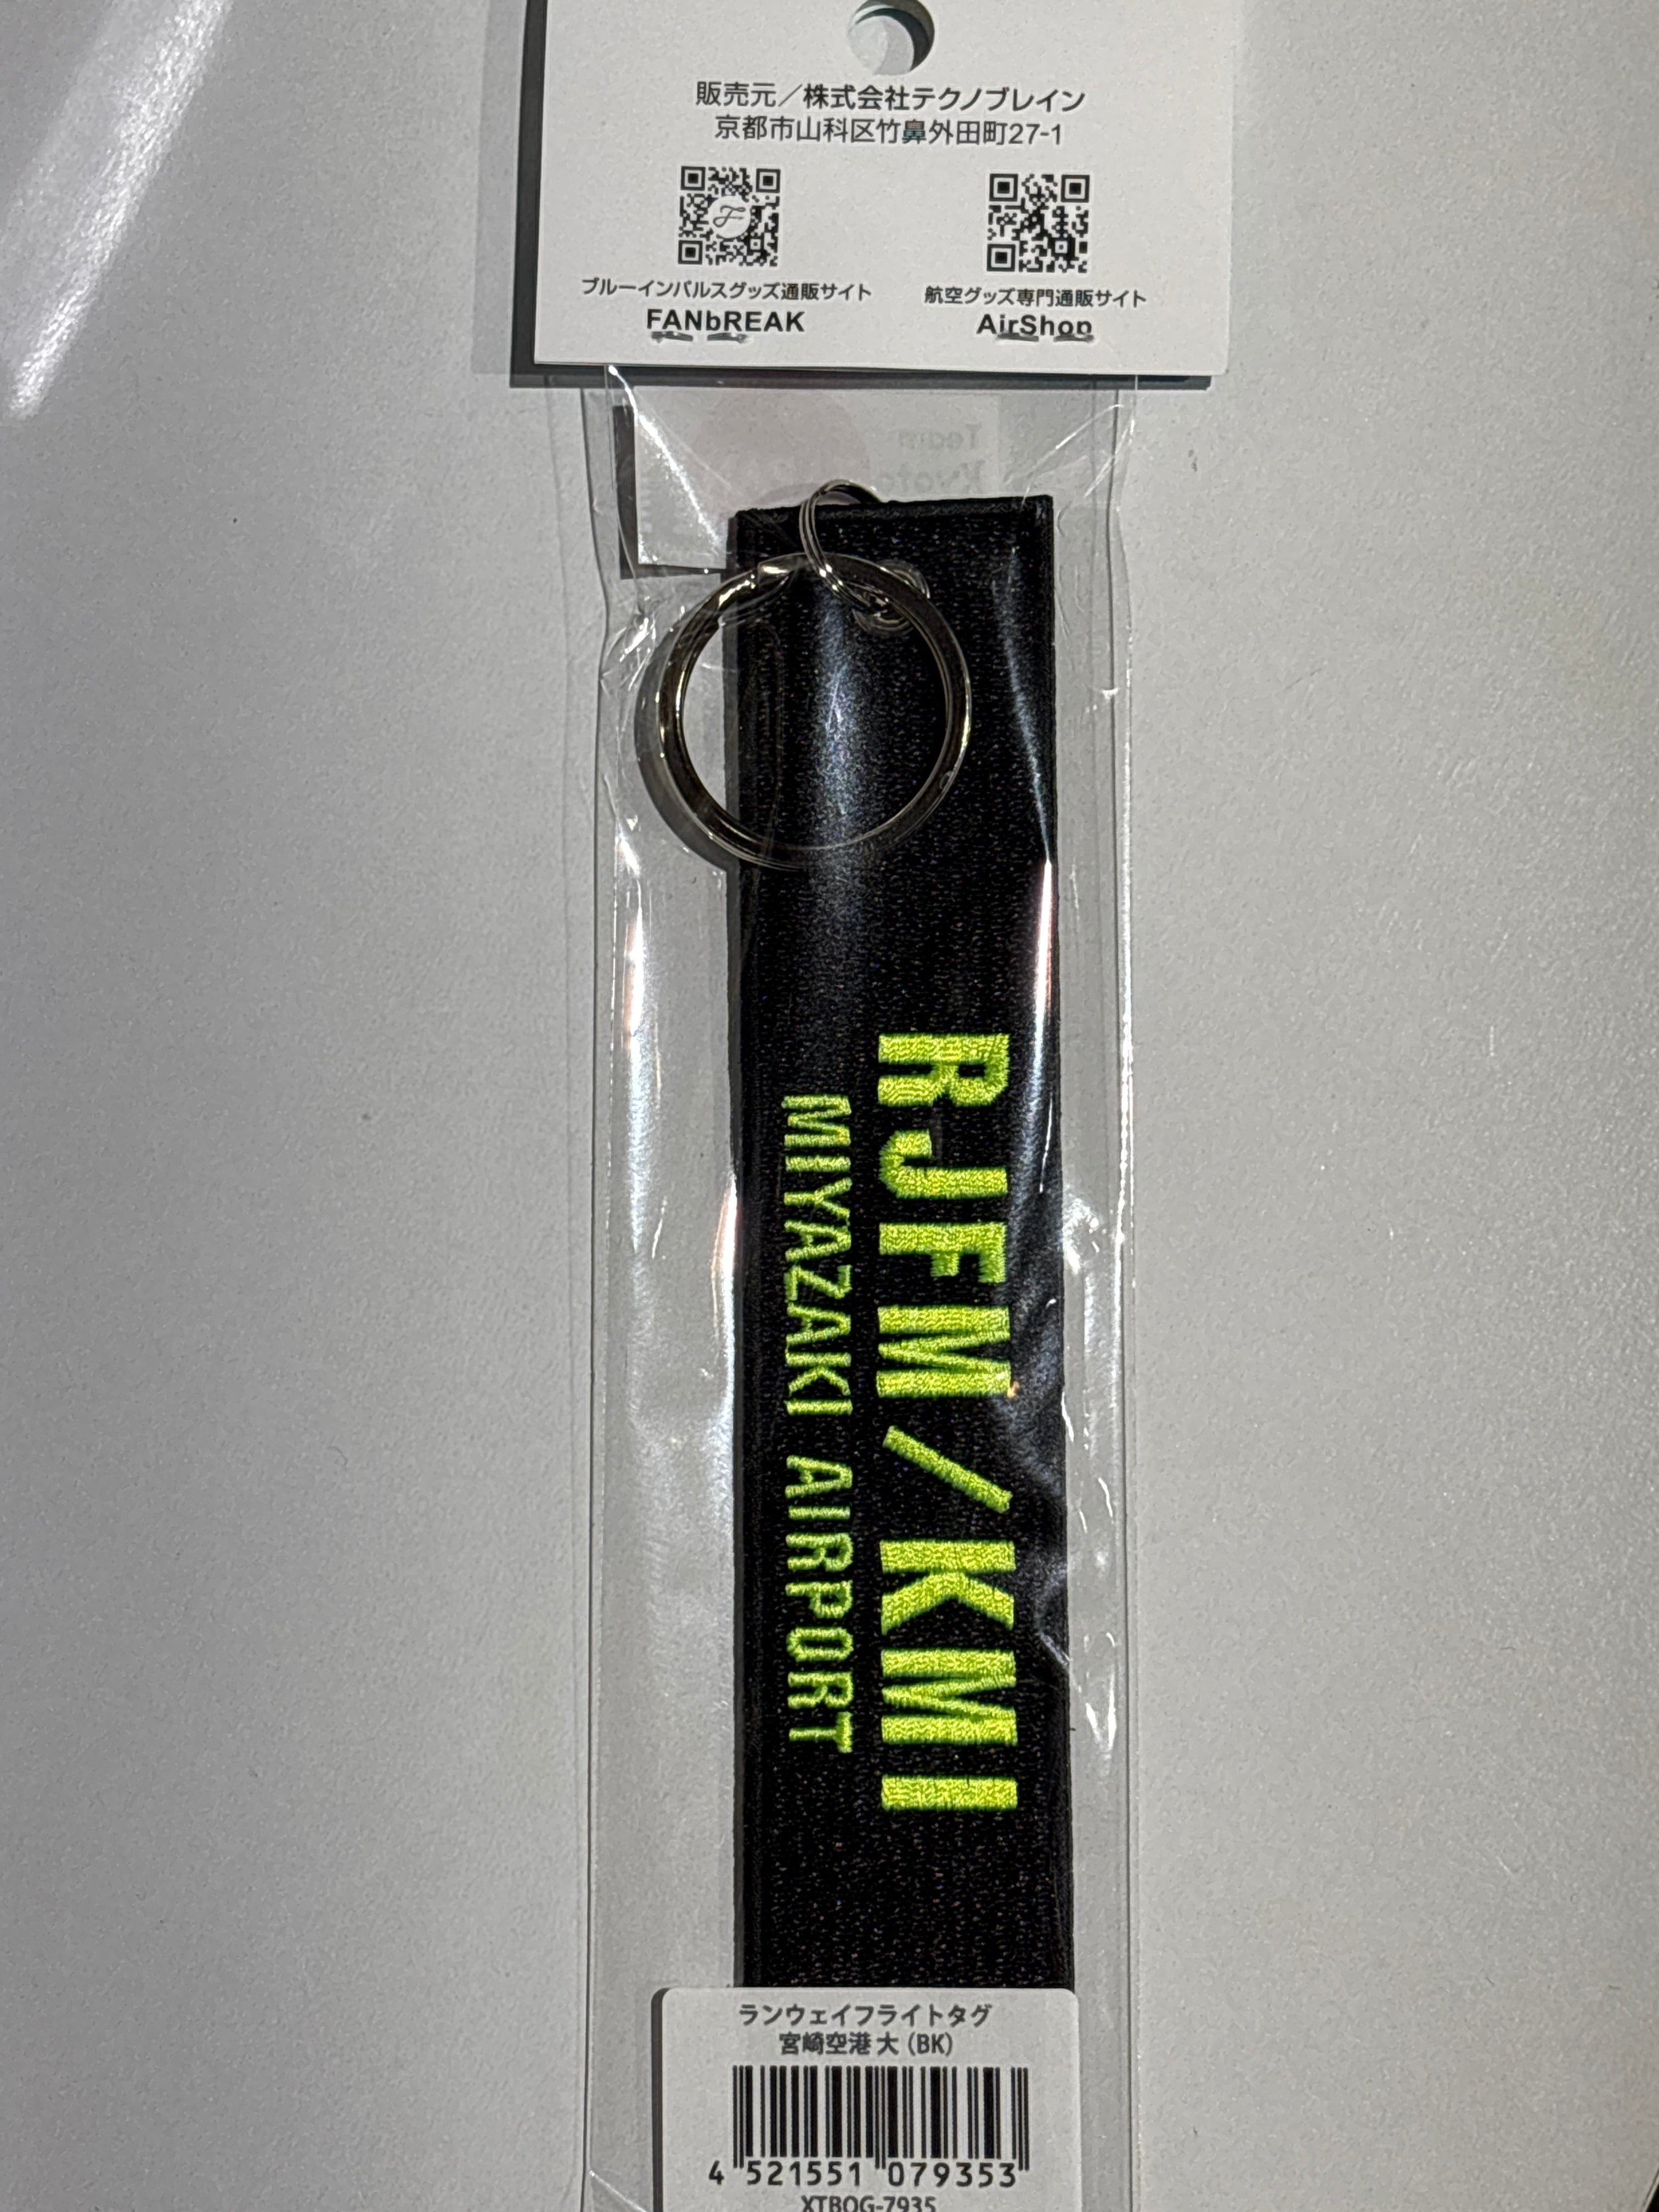 販売元／株式会社テクノブレイン
京都市山科区竹鼻外田町27-1
ブルーインパルスグッズ通販サイト
FANbREAK
航空グッズ専門通販サイト
AirShop
Team
Kyoto
RJFM/KMI
MIYAZAKI AIRPORT
ランウェイフライトタグ
宮崎空港 大 (BK)
4 521551 079353
XTBOG-7935